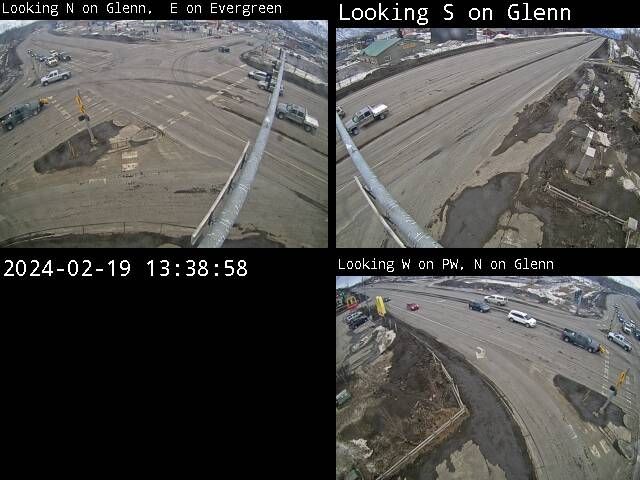 Looking N on Glenn,  E on Evergreen
Looking S on Glenn
2024-02-19 13:38:58
Looking W on PW, N on Glenn